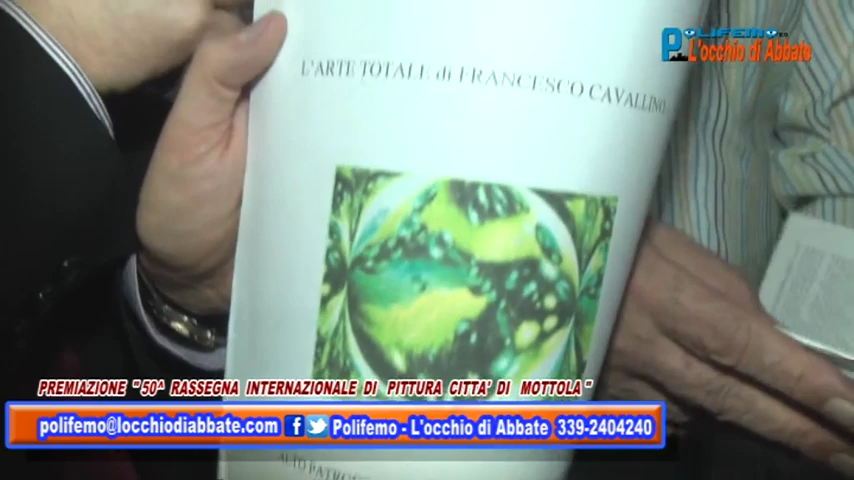 POLIFEMO
L'occhio di Abbate
L'ARTE TOTALE di FRANCESCO CAVALLINO
PREMIAZIONE "50^ RASSEGNA INTERNAZIONALE DI PITTURA CITTA' DI MOTTOLA"
polifemo@locchiodiabbate.com f Polifemo - L'occhio di Abbate 339-2404240
ALTO